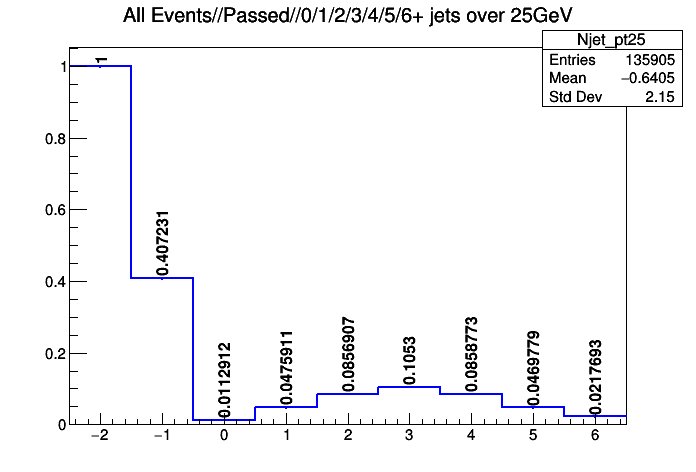 All Events//Passed//0/1/2/3/4/5/6+ jets over 25GeV
Njet_pt25
Entries 135905
Mean −0.6405
Std Dev 2.15
1
0.8
0.6
0.4
0.2
0
1
0.407231
0.0112912
0.0475911
0.0856907
0.1053
0.0858773
0.0469779
0.0217693
−2 −1 0 1 2 3 4 5 6